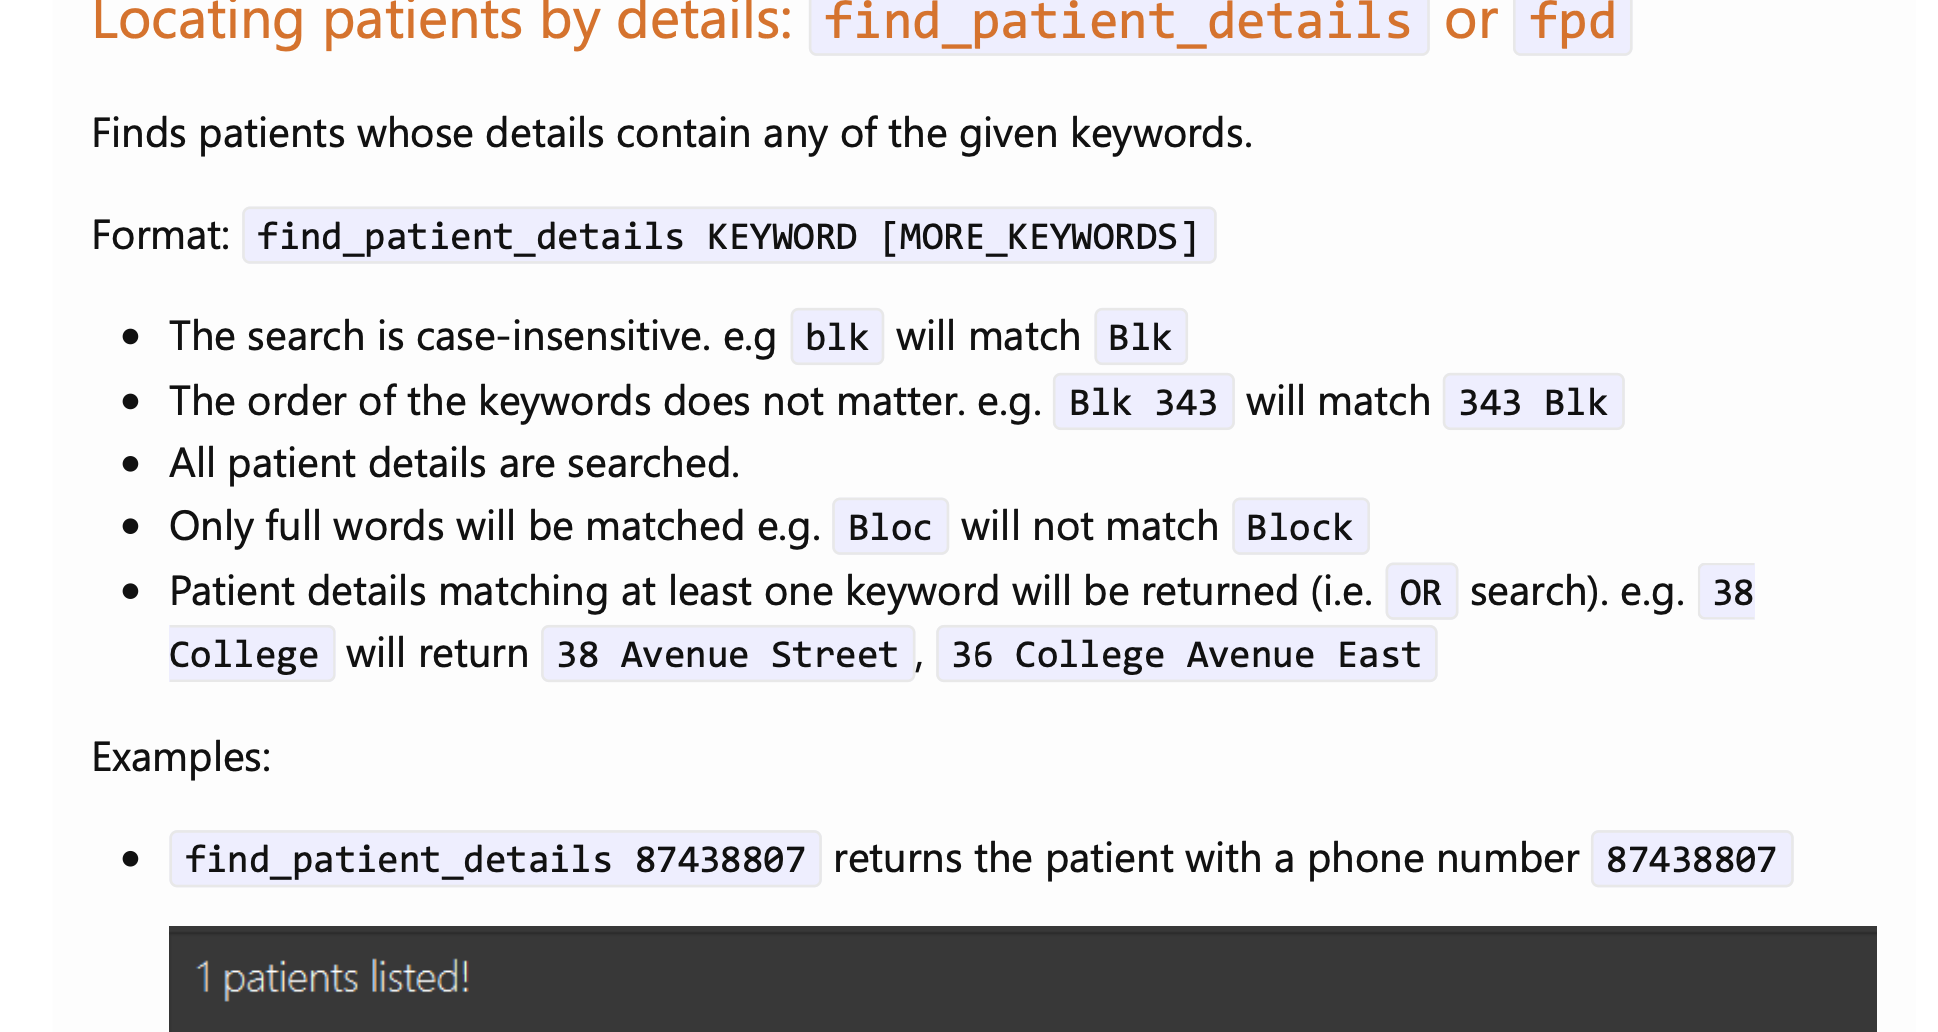 Locating patients by details: find_patient_details or fpd
Finds patients whose details contain any of the given keywords.
Format: find_patient_details KEYWORD [MORE_KEYWORDS]
• The search is case-insensitive. e.g blk will match Blk
• The order of the keywords does not matter. e.g. Blk 343 will match 343 Blk
• All patient details are searched.
• Only full words will be matched e.g. Bloc will not match Block
• Patient details matching at least one keyword will be returned (i.e. OR search). e.g. 38
College will return 38 Avenue Street, 36 College Avenue East
Examples:
• find_patient_details 87438807 returns the patient with a phone number 87438807
1 patients listed!